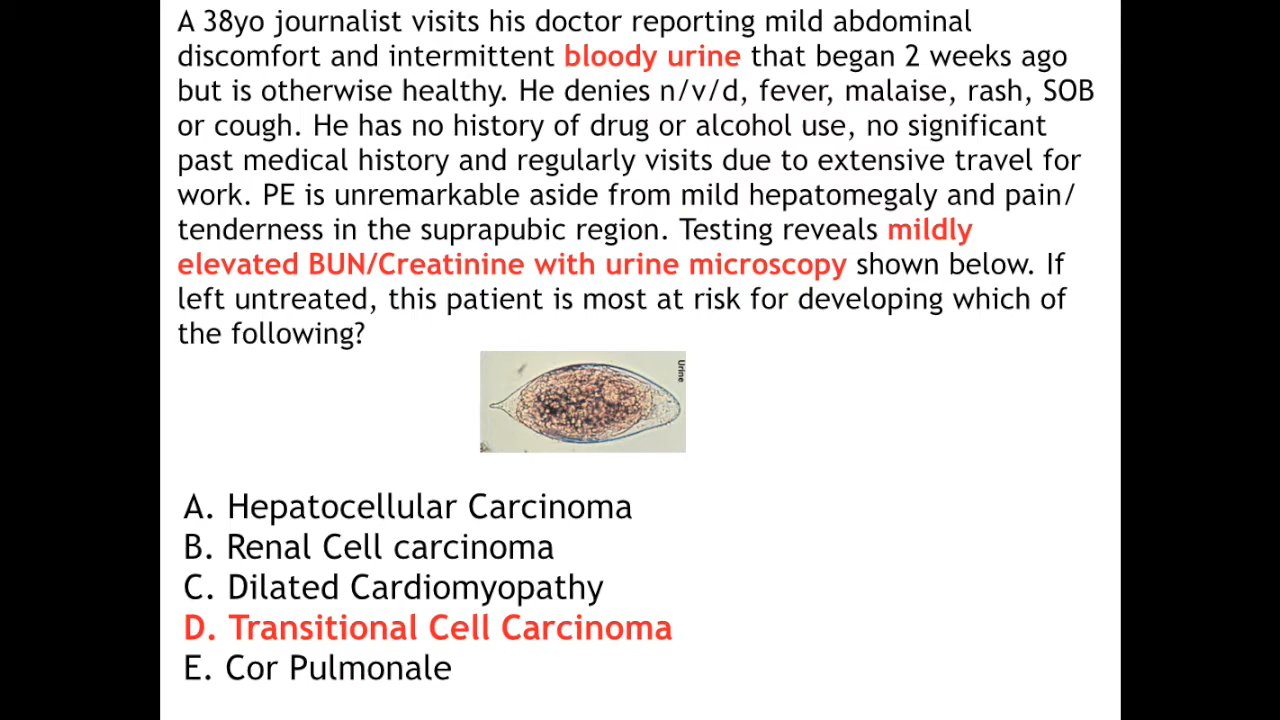 A 38yo journalist visits his doctor reporting mild abdominal
discomfort and intermittent bloody urine that began 2 weeks ago
but is otherwise healthy. He denies n/v/d, fever, malaise, rash, SOB
or cough. He has no history of drug or alcohol use, no significant
past medical history and regularly visits due to extensive travel for
work. PE is unremarkable aside from mild hepatomegaly and pain/
tenderness in the suprapubic region. Testing reveals mildly
elevated BUN/Creatinine with urine microscopy shown below. If
left untreated, this patient is most at risk for developing which of
the following?
Urine
A. Hepatocellular Carcinoma
B. Renal Cell carcinoma
C. Dilated Cardiomyopathy
D. Transitional Cell Carcinoma
E. Cor Pulmonale